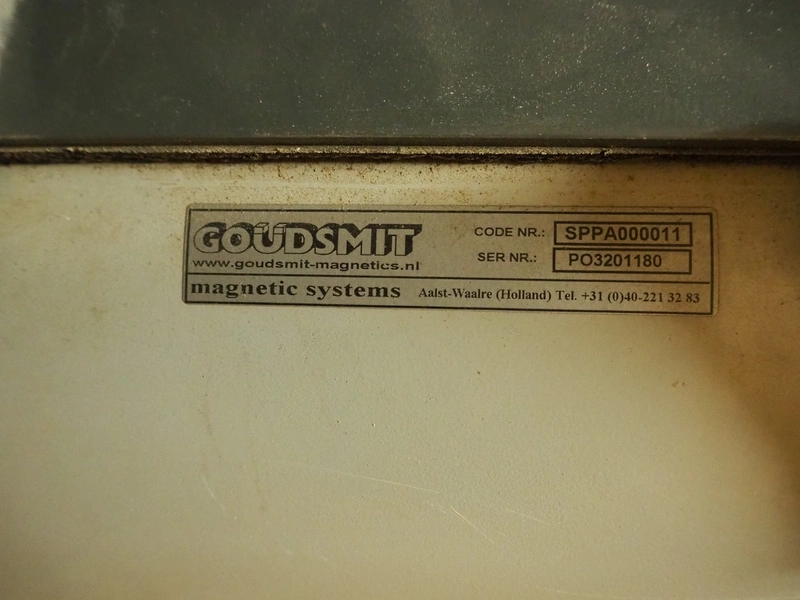 GOUDSMIT
www.goudsmit-magnetics.nl
CODE NR.: SPPA000011
SER NR.: PO3201180
magnetic systems Aalst-Waalre (Holland) Tel. +31 (0)40-221 32 83